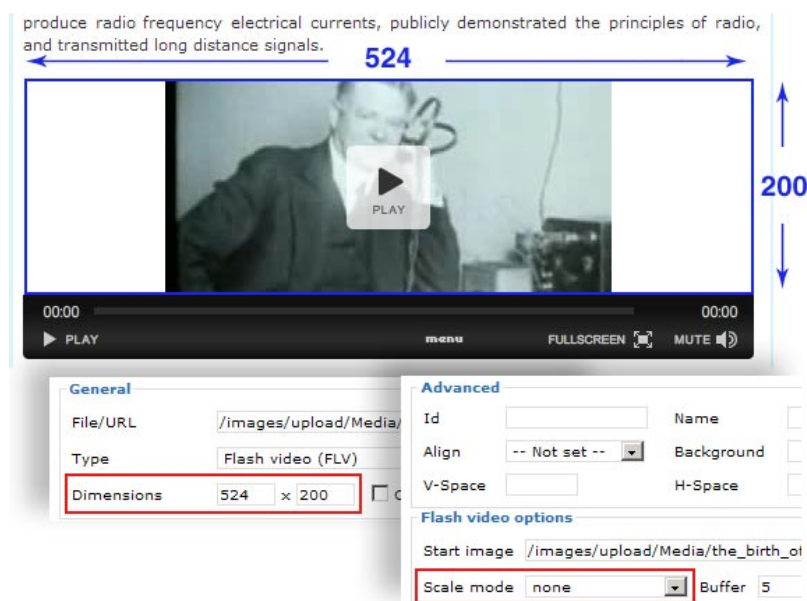 produce radio frequency electrical currents, publicly demonstrated the principles of radio,
and transmitted long distance signals.
524
200
PLAY
00:00 00:00
PLAY menu FULLSCREEN MUTE
General
File/URL /images/upload/Media/
Type Flash video (FLV)
Dimensions 524 x 200
Advanced
Id Name
Align -- Not set -- Background
V-Space H-Space
Flash video options
Start image /images/upload/Media/the_birth_of
Scale mode none Buffer 5